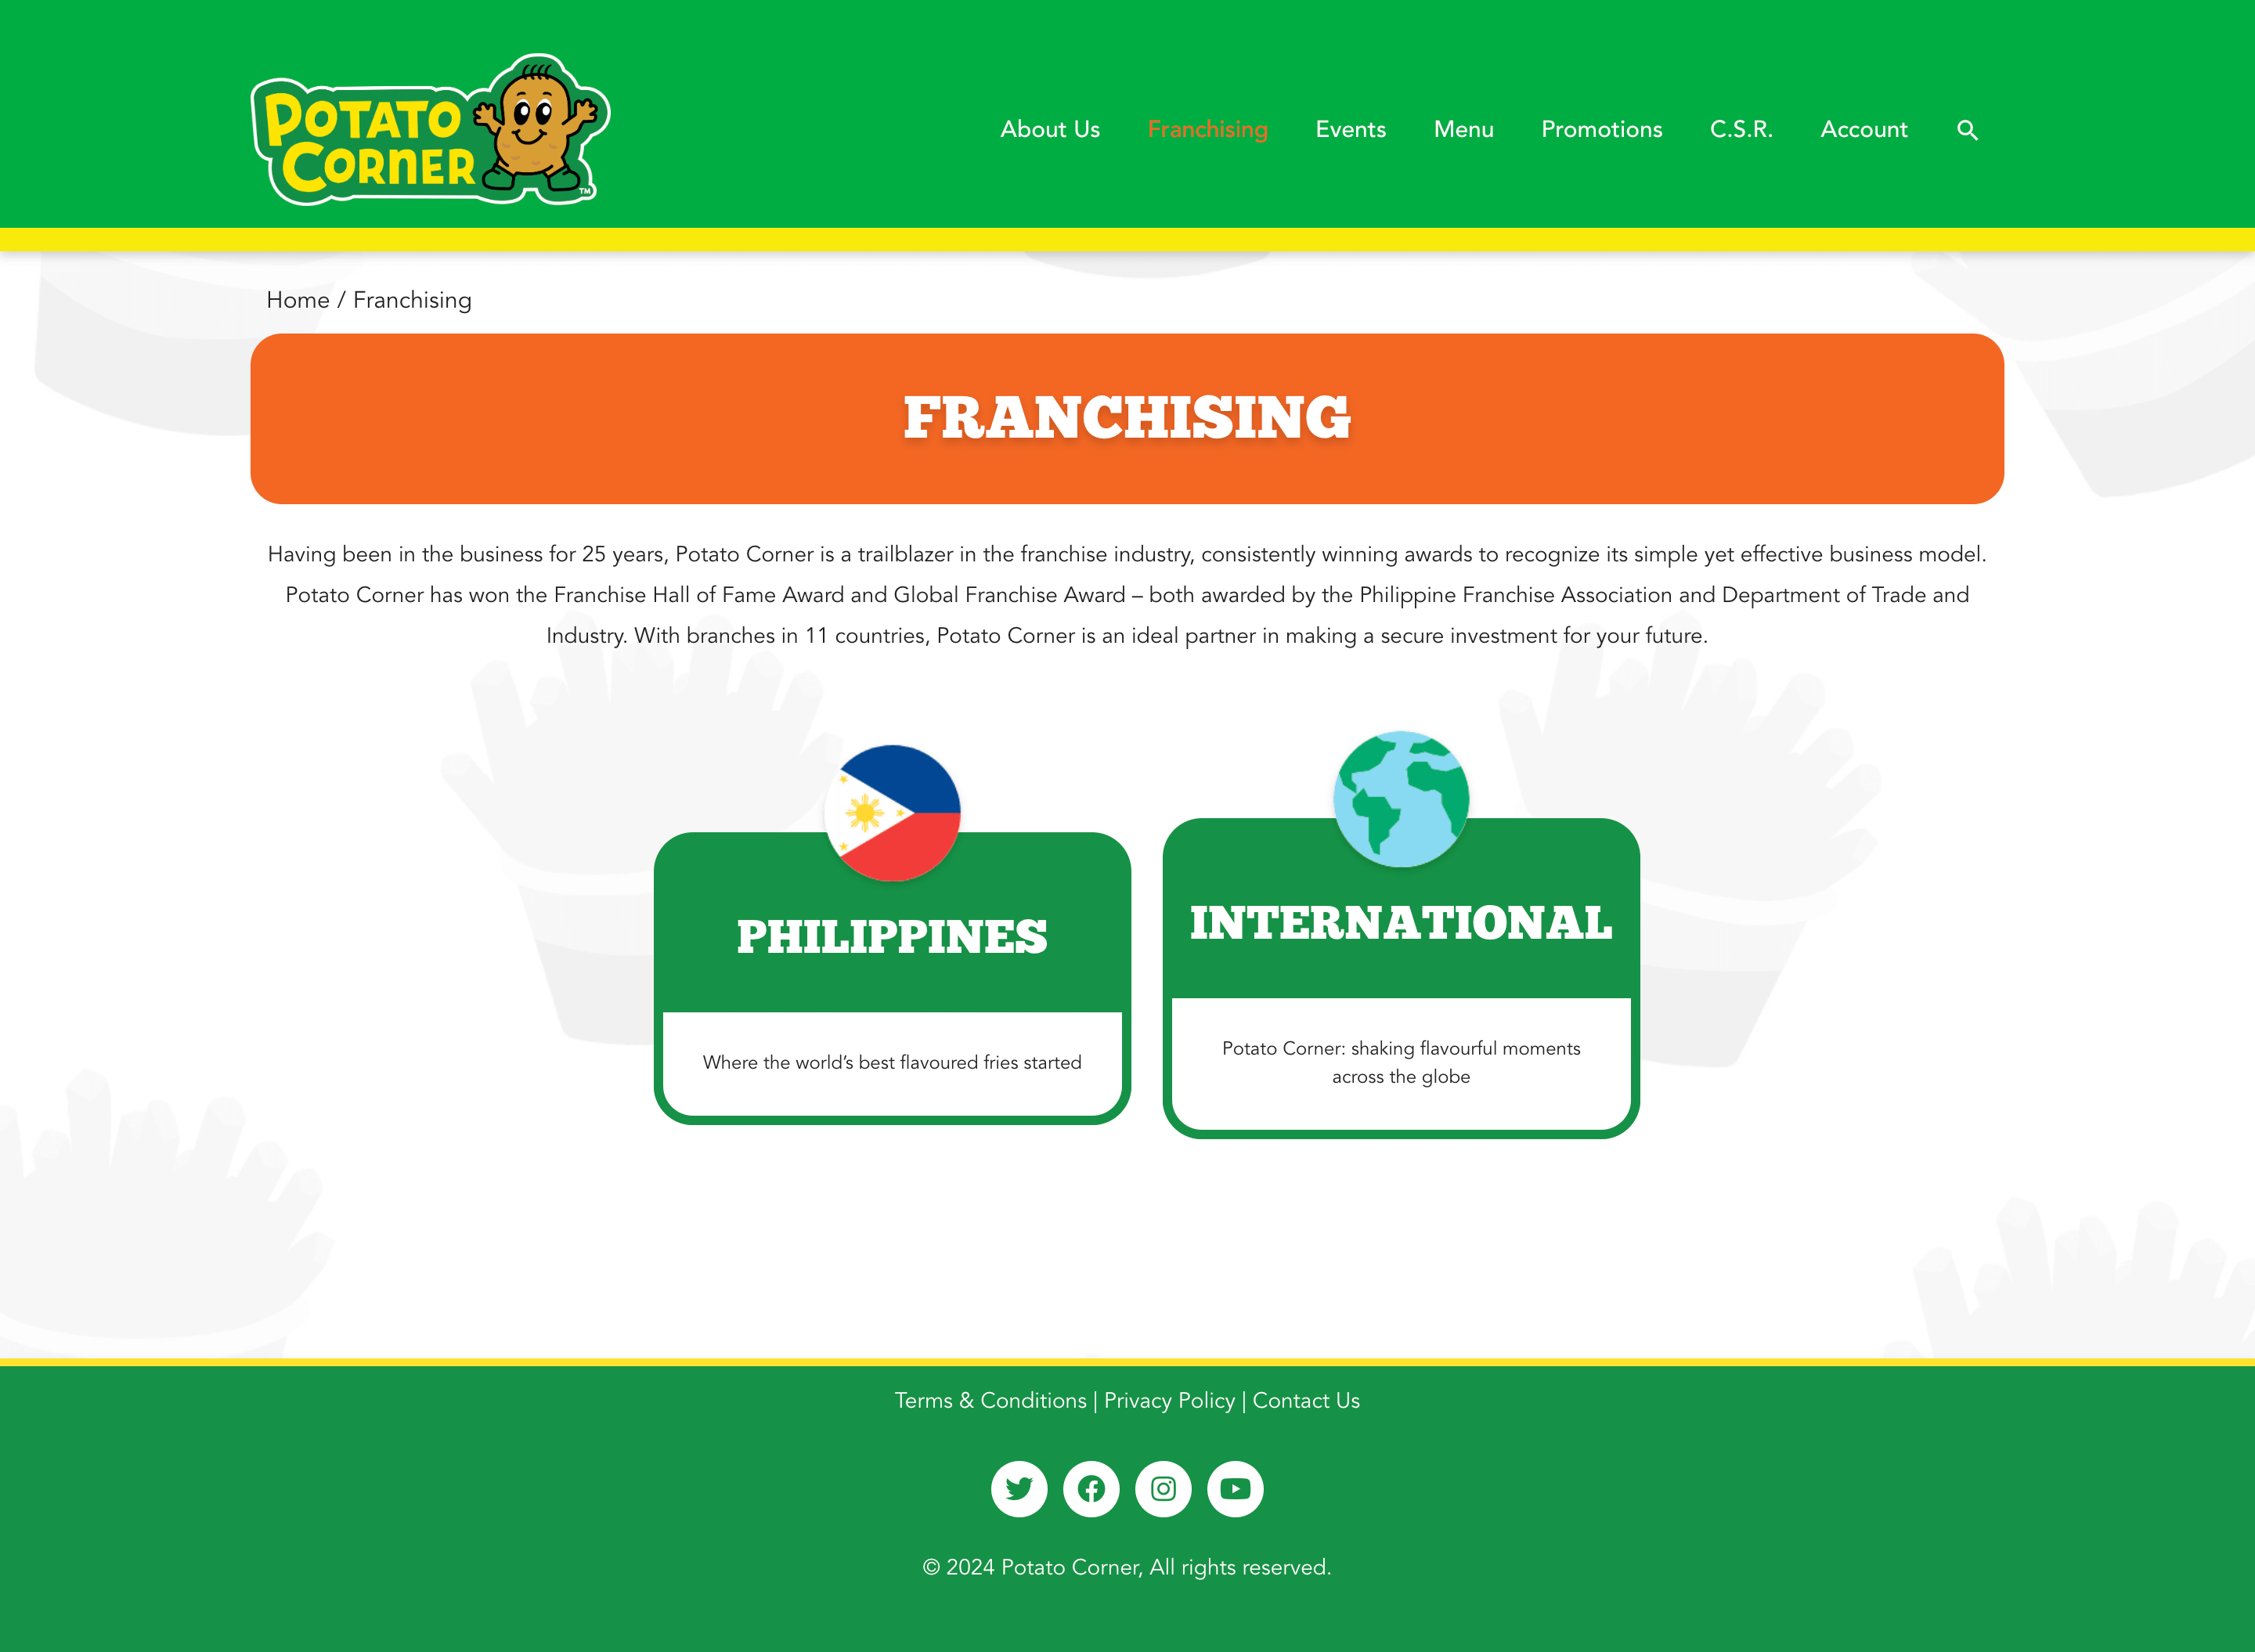 POTATO
CORNER
TM
About Us Franchising Events Menu Promotions C.S.R. Account
Home / Franchising
FRANCHISING
Having been in the business for 25 years, Potato Corner is a trailblazer in the franchise industry, consistently winning awards to recognize its simple yet effective business model.
Potato Corner has won the Franchise Hall of Fame Award and Global Franchise Award – both awarded by the Philippine Franchise Association and Department of Trade and
Industry. With branches in 11 countries, Potato Corner is an ideal partner in making a secure investment for your future.
PHILIPPINES
Where the world’s best flavoured fries started
INTERNATIONAL
Potato Corner: shaking flavourful moments
across the globe
Terms & Conditions | Privacy Policy | Contact Us
© 2024 Potato Corner, All rights reserved.